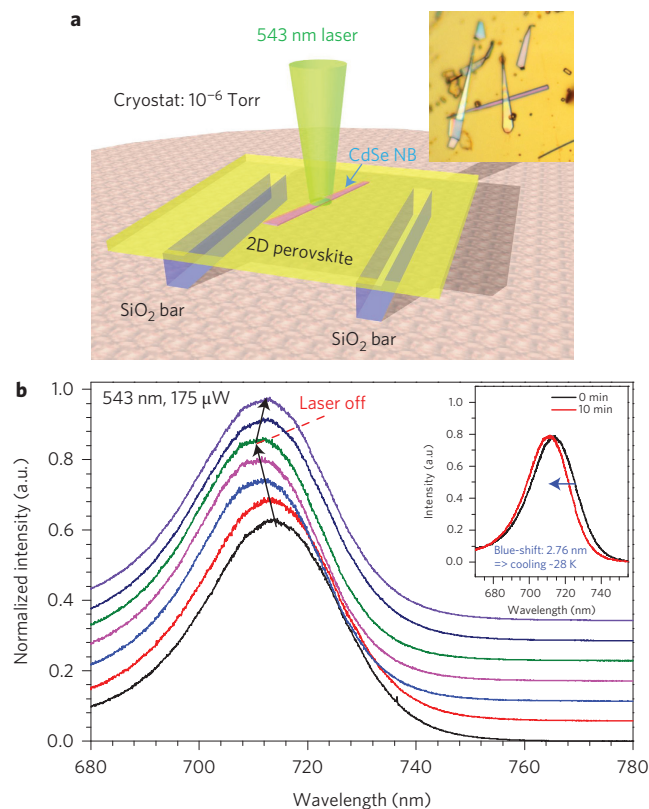 a
543 nm laser
Cryostat: 10⁻⁶ Torr
CdSe NB
2D perovskite
SiO₂ bar
SiO₂ bar
b
543 nm, 175 μW
Laser off
Normalized intensity (a.u.)
1.0
0.8
0.6
0.4
0.2
0.0
680
700
720
740
760
780
Wavelength (nm)
0 min
10 min
Intensity (a.u)
1.0
0.8
0.6
0.4
0.2
0.0
Blue-shift: 2.76 nm
=> cooling ~28 K
680
700
720
740
Wavelength (nm)